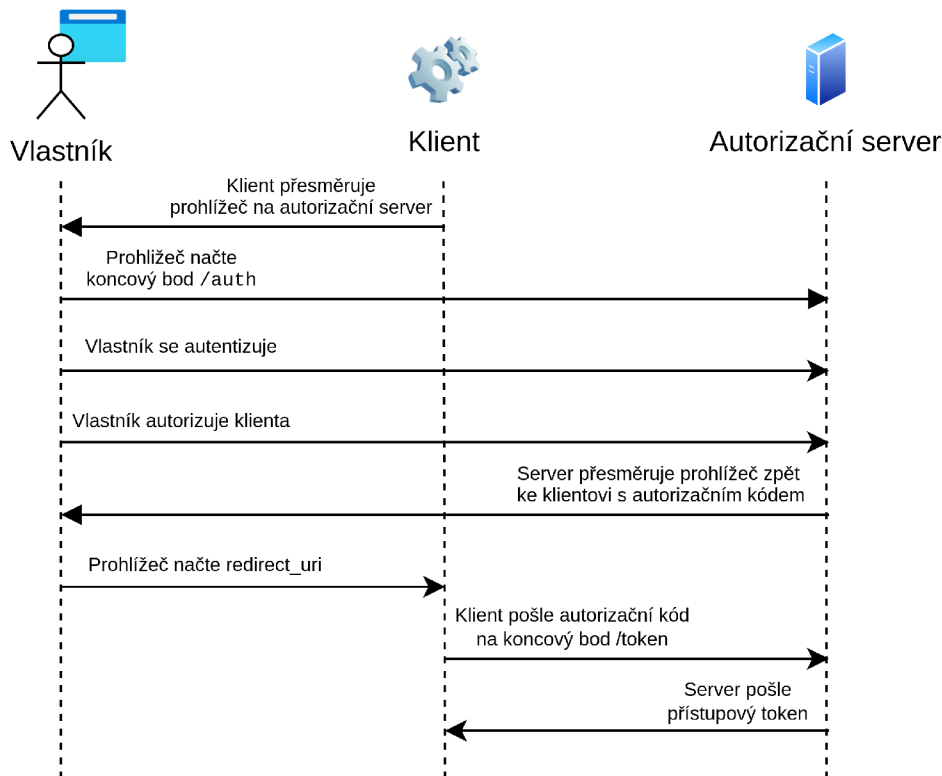 Vlastník
Klient
Autorizační server
Klient přesměruje
prohlížeč na autorizační server
Prohližeč načte
koncový bod /auth
Vlastník se autentizuje
Vlastník autorizuje klienta
Server přesměruje prohlížeč zpět
ke klientovi s autorizačním kódem
Prohlížeč načte redirect_uri
Klient pošle autorizační kód
na koncový bod /token
Server pošle
přístupový token